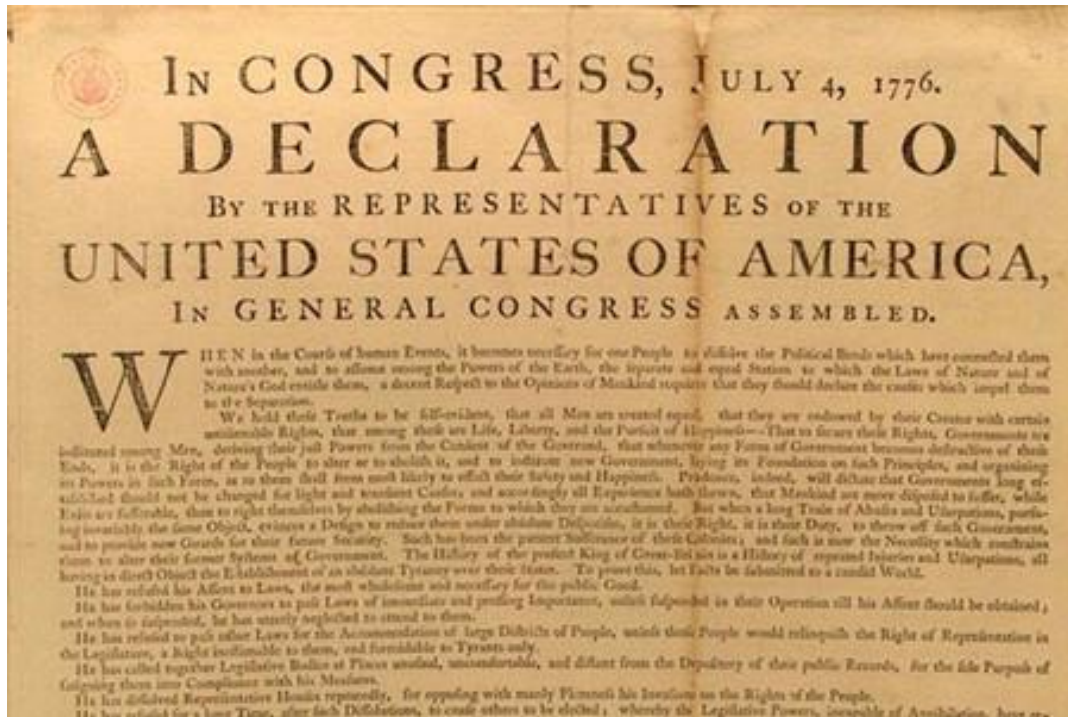 IN CONGRESS, JULY 4, 1776.
A DECLARATION
BY THE REPRESENTATIVES OF THE
UNITED STATES OF AMERICA,
IN GENERAL CONGRESS ASSEMBLED.
WHEN in the Courſe of human Events, it becomes neceſſary for one People to diſſolve the Political Bands which have connected them
with another, and to aſſume among the Powers of the Earth, the ſeparate and equal Station to which the Laws of Nature and of
Nature's God entitle them, a decent Reſpect to the Opinions of Mankind requires that they ſhould declare the cauſes which impel them
to the Separation.
We hold theſe Truths to be ſelf-evident, that all Men are created equal, that they are endowed by their Creator with certain
unalienable Rights, that among theſe are Life, Liberty, and the Purſuit of Happineſs—That to ſecure theſe Rights, Governments are
inſtituted among Men, deriving their juſt Powers from the Conſent of the Governed, that whenever any Form of Government becomes deſtructive of theſe
Ends, it is the Right of the People to alter or to aboliſh it, and to inſtitute new Government, laying its Foundation on ſuch Principles, and organizing
its Powers in ſuch Form, as to them ſhall ſeem moſt likely to effect their Safety and Happineſs. Prudence, indeed, will dictate that Governments long eſ-
tabliſhed ſhould not be changed for light and tranſient Cauſes; and accordingly all Experience hath ſhewn, that Mankind are more diſpoſed to ſuffer, while
Evils are ſufferable, than to right themſelves by aboliſhing the Forms to which they are accuſtomed. But when a long Train of Abuſes and Uſurpations, purſu-
ing invariably the ſame Object, evinces a Deſign to reduce them under abſolute Deſpotiſm, it is their Right, it is their Duty, to throw off ſuch Government,
and to provide new Guards for their future Security. Such has been the patient Sufferance of theſe Colonies; and ſuch is now the Neceſſity which conſtrains
them to alter their former Syſtems of Government. The Hiſtory of the preſent King of Great-Britain is a Hiſtory of repeated Injuries and Uſurpations, all
having in direct Object the Eſtabliſhment of an abſolute Tyranny over theſe States. To prove this, let Facts be ſubmitted to a candid World.
He has refuſed his Aſſent to Laws, the moſt wholeſome and neceſſary for the public Good.
He has forbidden his Governors to paſs Laws of immediate and preſſing Importance, unleſs ſuſpended in their Operation till his Aſſent ſhould be obtained;
and when ſo ſuſpended, he has utterly neglected to attend to them.
He has refuſed to paſs other Laws for the Accommodation of large Diſtricts of People, unleſs thoſe People would relinquiſh the Right of Repreſentation in
the Legiſlature, a Right ineſtimable to them, and formidable to Tyrants only.
He has called together Legiſlative Bodies at Places unuſual, uncomfortable, and diſtant from the Depoſitory of their public Records, for the ſole Purpoſe of
fatiguing them into Compliance with his Meaſures.
He has diſſolved Repreſentative Houſes repeatedly, for oppoſing with manly Firmneſs his Invaſions on the Rights of the People.
He has refuſed for a long Time, after ſuch Diſſolutions, to cauſe others to be elected; whereby the Legiſlative Powers, incapable of Annihilation, have re-